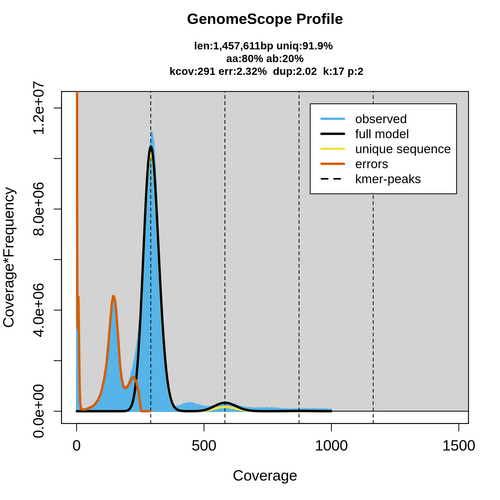 GenomeScope Profile
len:1,457,611bp uniq:91.9%
aa:80% ab:20%
kcov:291 err:2.32% dup:2.02 k:17 p:2
observed
full model
unique sequence
errors
kmer-peaks
Coverage*Frequency
1.2e+07
8.0e+06
4.0e+06
0.0e+00
0 500 1000 1500
Coverage